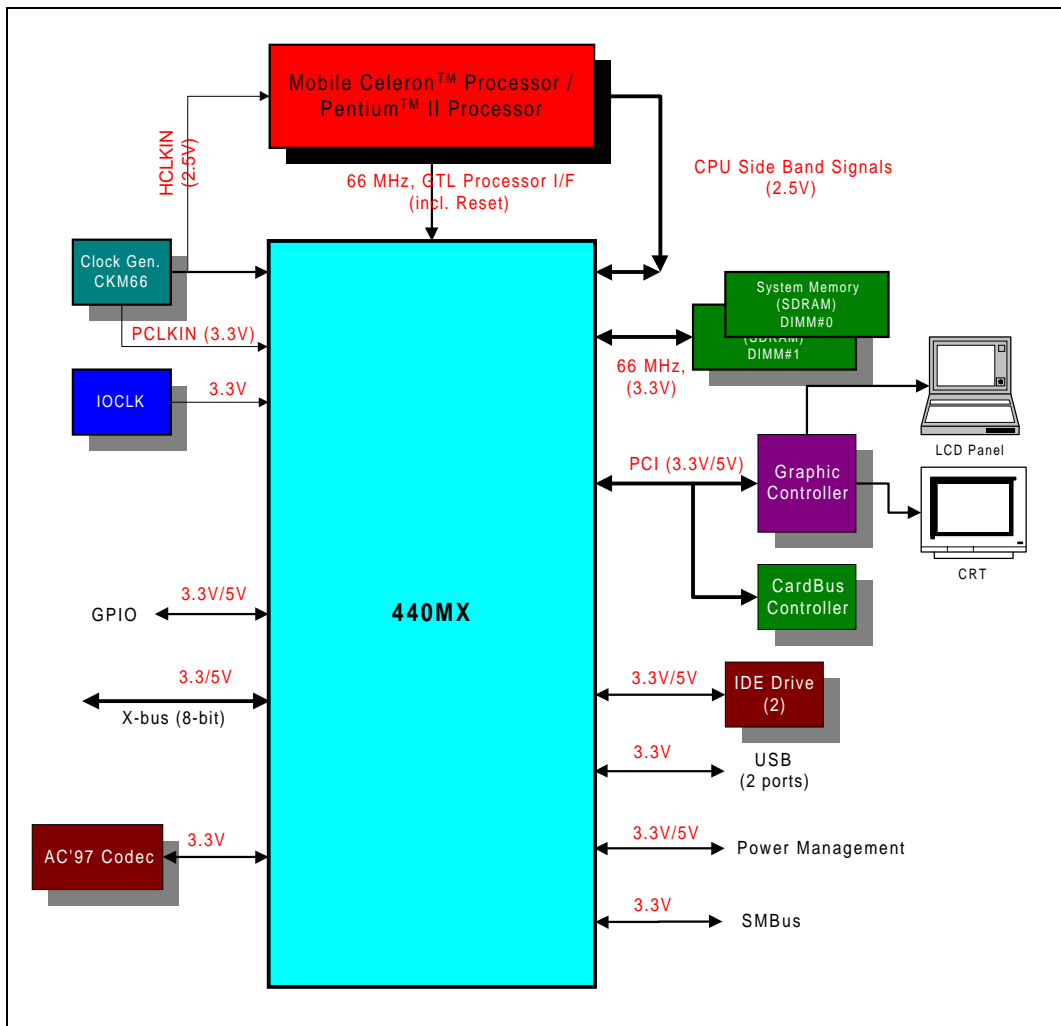 Mobile Celeron™ Processor /
Pentium™ II Processor
HCLKIN
(2.5V)
66 MHz, GTL Processor I/F
(incl. Reset)
CPU Side Band Signals
(2.5V)
Clock Gen.
CKM66
PCLKIN (3.3V)
IOCLK
3.3V
System Memory
(SDRAM)
DIMM#0
(SDRAM)
DIMM#1
66 MHz,
(3.3V)
LCD Panel
PCI (3.3V/5V)
Graphic
Controller
CRT
CardBus
Controller
440MX
GPIO
3.3V/5V
3.3/5V
X-bus (8-bit)
3.3V/5V
IDE Drive
(2)
3.3V
USB
(2 ports)
AC'97 Codec
3.3V
3.3V/5V
Power Management
3.3V
SMBus